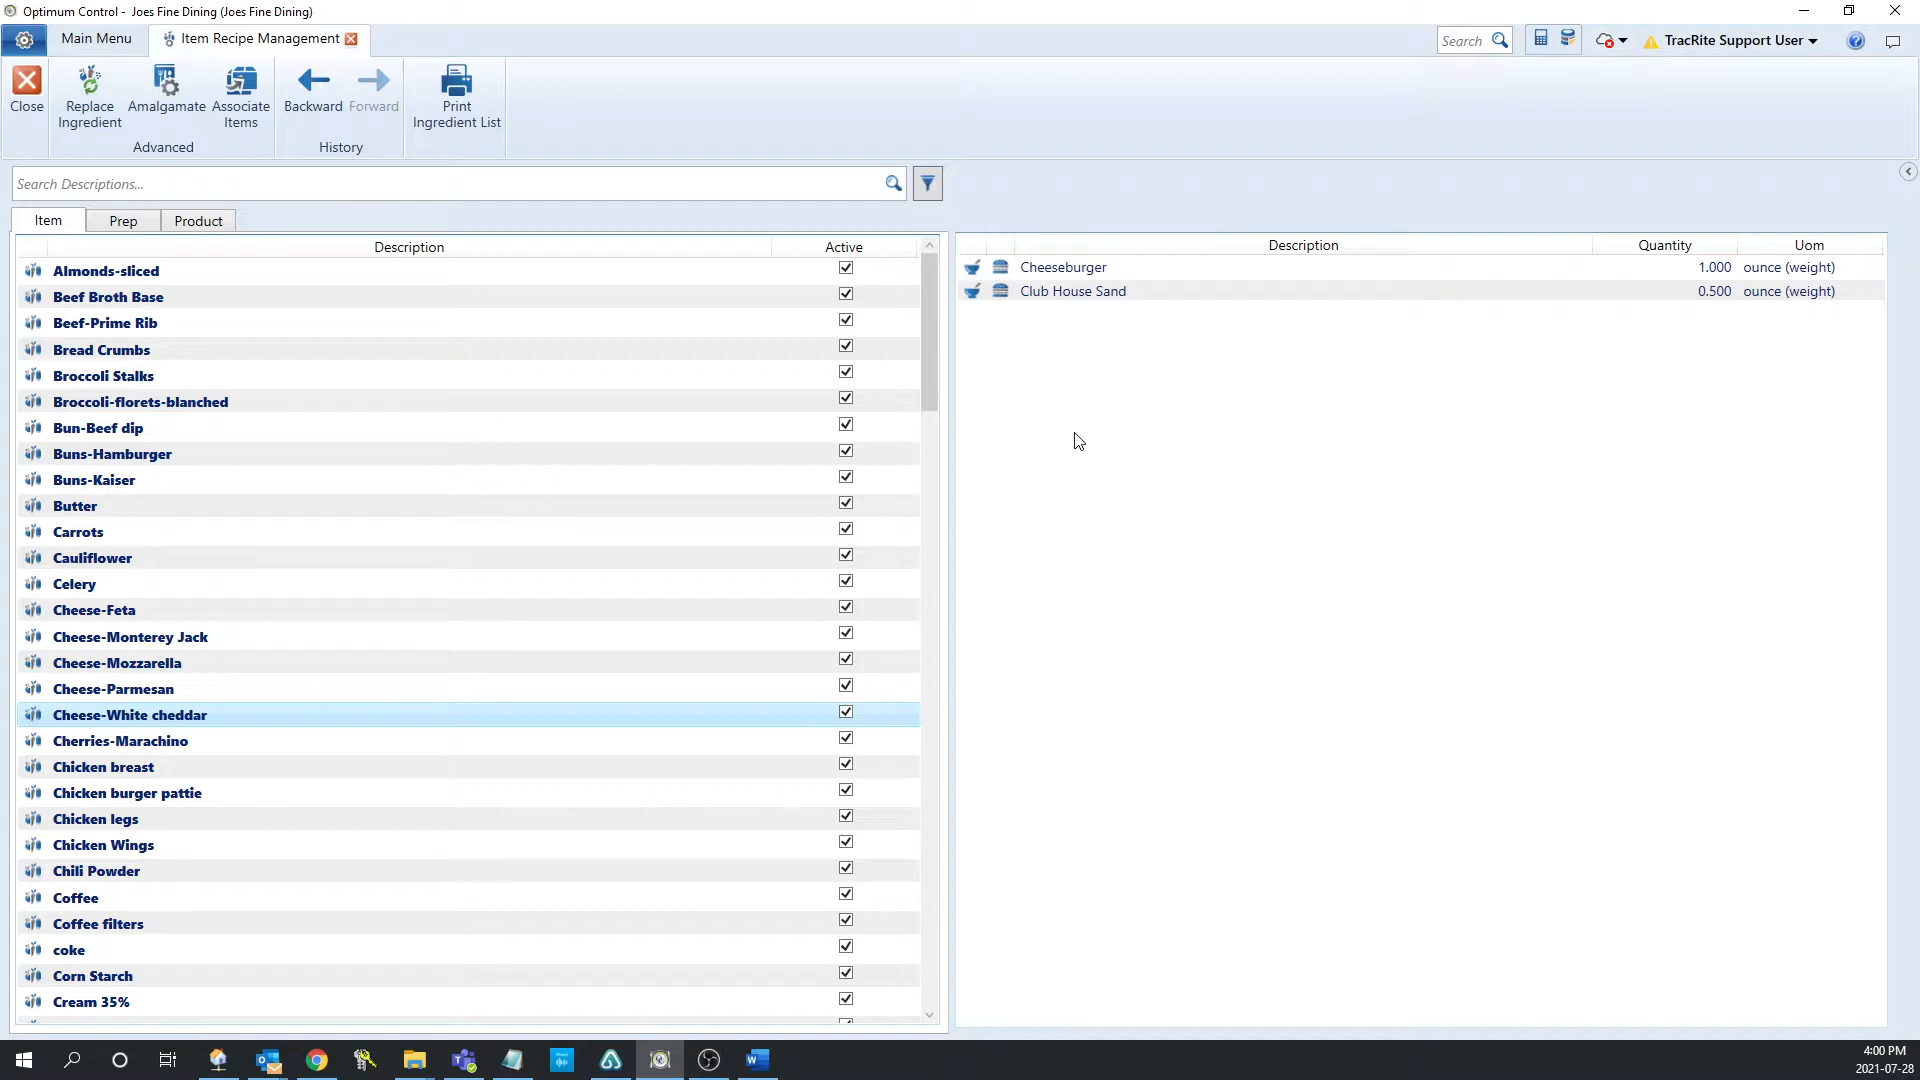 Optimum Control - Joes Fine Dining (Joes Fine Dining)
Main Menu
Item Recipe Management
Search
TracRite Support User
Close
Replace Ingredient
Amalgamate
Associate Items
Backward
Forward
Print Ingredient List
Advanced
History
Search Descriptions...
Item
Prep
Product
Description Active
Almonds-sliced
Beef Broth Base
Beef-Prime Rib
Bread Crumbs
Broccoli Stalks
Broccoli-florets-blanched
Bun-Beef dip
Buns-Hamburger
Buns-Kaiser
Butter
Carrots
Cauliflower
Celery
Cheese-Feta
Cheese-Monterey Jack
Cheese-Mozzarella
Cheese-Parmesan
Cheese-White cheddar
Cherries-Marachino
Chicken breast
Chicken burger pattie
Chicken legs
Chicken Wings
Chili Powder
Coffee
Coffee filters
coke
Corn Starch
Cream 35%
Description Quantity Uom
Cheeseburger 1.000 ounce (weight)
Club House Sand 0.500 ounce (weight)
4:00 PM
2021-07-28